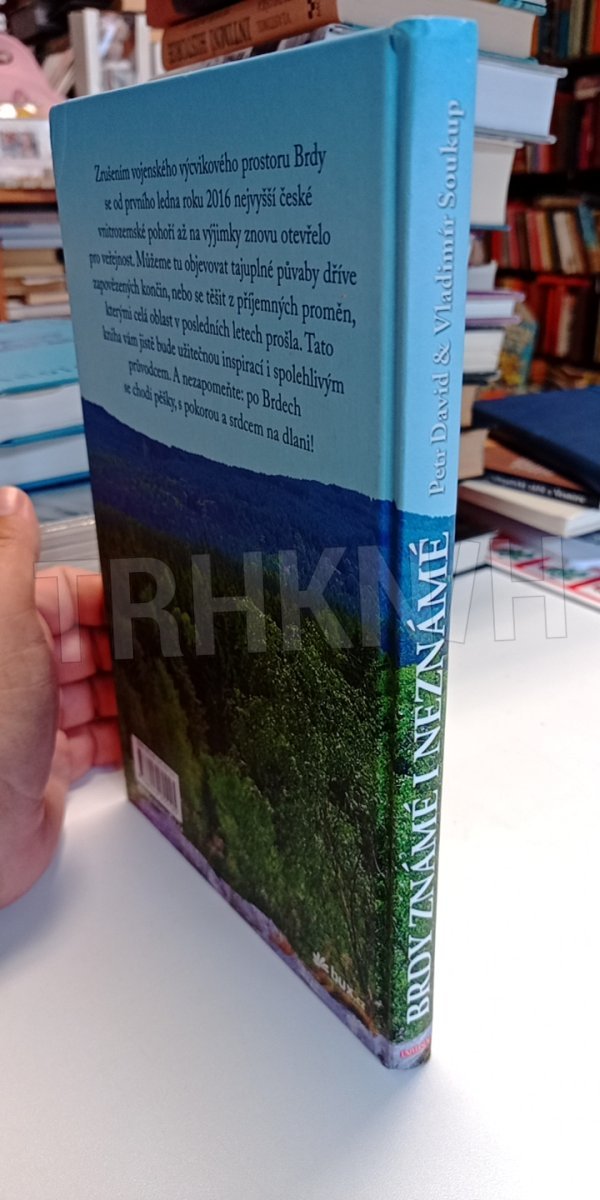 Zrušením vojenského výcvikového prostoru Brdy
se od prvního ledna roku 2016 nejvyšší české
vnitrozemské pohoří až na výjimky znovu otevřelo
pro veřejnost. Můžeme tu objevovat tajuplné půvaby dříve
zapovězených končin, nebo se těšit z příjemných proměn,
kterými celá oblast v posledních letech prošla. Tato
kniha vám jistě bude užitečnou inspirací i spolehlivým
průvodcem. A nezapomeňte: po Brdech
se chodí pěšky, s pokorou a srdcem na dlani!
Petr David & Vladimír Soukup
BRDY ZNÁMÉ I NEZNÁMÉ
TRHKNIH
INTIMNÍ HISTORIE